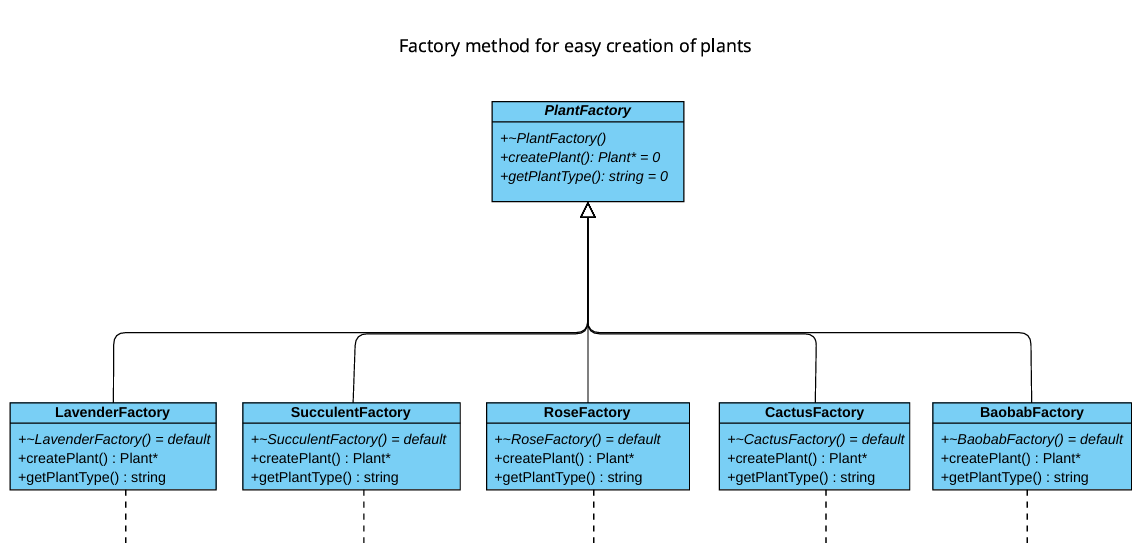 Factory method for easy creation of plants
PlantFactory
+~PlantFactory()
+createPlant(): Plant* = 0
+getPlantType(): string = 0
LavenderFactory
+~LavenderFactory() = default
+createPlant() : Plant*
+getPlantType() : string
SucculentFactory
+~SucculentFactory() = default
+createPlant() : Plant*
+getPlantType() : string
RoseFactory
+~RoseFactory() = default
+createPlant() : Plant*
+getPlantType() : string
CactusFactory
+~CactusFactory() = default
+createPlant() : Plant*
+getPlantType() : string
BaobabFactory
+~BaobabFactory() = default
+createPlant() : Plant*
+getPlantType() : string